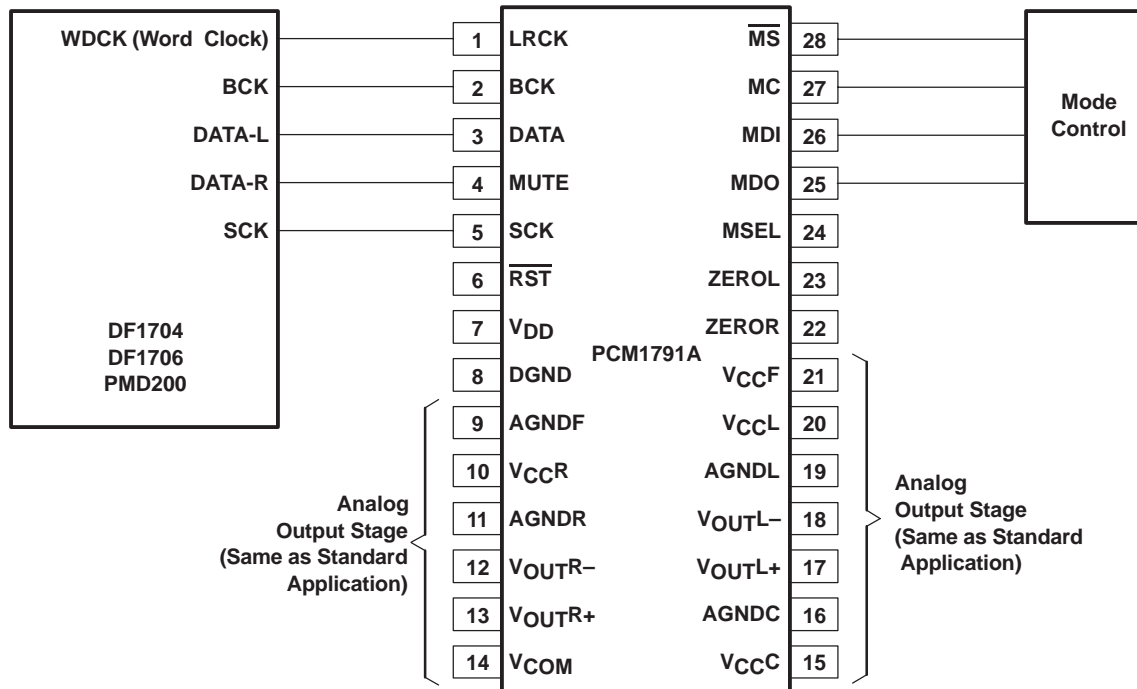 WDCK (Word Clock)
BCK
DATA-L
DATA-R
SCK
DF1704
DF1706
PMD200
1 LRCK
2 BCK
3 DATA
4 MUTE
5 SCK
6 RST
7 VDD
8 DGND
9 AGNDF
10 VCCR
11 AGNDR
12 VOUTR–
13 VOUTR+
14 VCOM
Analog
Output Stage
(Same as Standard
Application)
PCM1791A
MS 28
MC 27
MDI 26
MDO 25
MSEL 24
ZEROL 23
ZEROR 22
VCCF 21
VCCL 20
AGNDL 19
VOUTL– 18
VOUTL+ 17
AGNDC 16
VCCC 15
Mode
Control
Analog
Output Stage
(Same as Standard
Application)